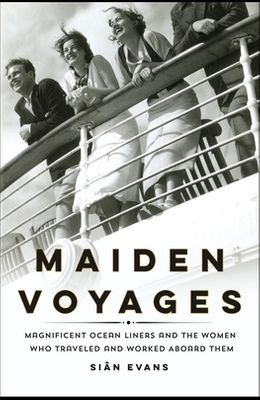 MAIDEN
VOYAGES
MAGNIFICENT OCEAN LINERS AND THE WOMEN
WHO TRAVELED AND WORKED ABOARD THEM
SIÂN EVANS